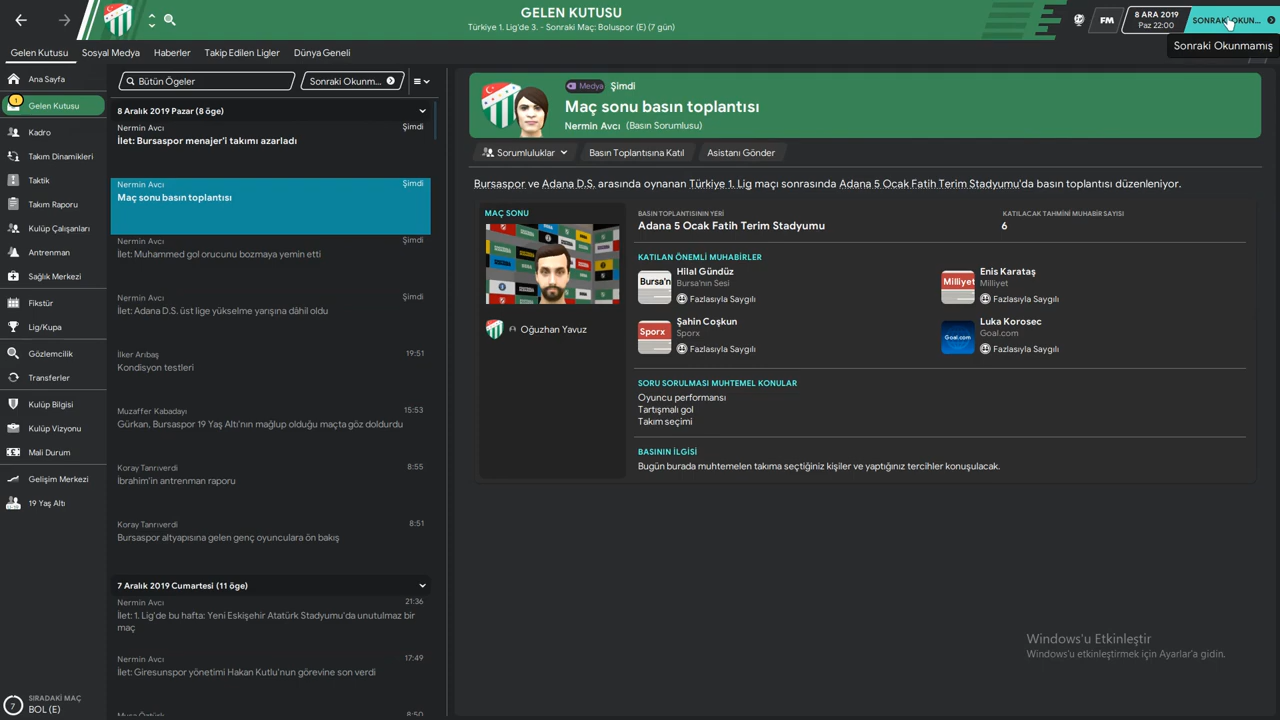 GELEN KUTUSU
Türkiye 1. Lig'de 3. - Sonraki Maç: Boluspor (E) (7 gün)
FM
8 ARA 2019
Paz 22:00
SONRAKİ OKUN...
Sonraki Okunmamış
Gelen Kutusu
Sosyal Medya
Haberler
Takip Edilen Ligler
Dünya Geneli
Ana Sayfa
1
Gelen Kutusu
Kadro
Takım Dinamikleri
Taktik
Takım Raporu
Kulüp Çalışanları
Antrenman
Sağlık Merkezi
Fikstür
Lig/Kupa
Gözlemcilik
Transferler
Kulüp Bilgisi
Kulüp Vizyonu
Mali Durum
Gelişim Merkezi
19 Yaş Altı
7
SIRADAKİ MAÇ
BOL (E)
Bütün Ögeler
Sonraki Okunm...
8 Aralık 2019 Pazar (8 öge)
Nermin Avcı
Şimdi
İlet: Bursaspor menajer'i takımı azarladı
Nermin Avcı
Şimdi
Maç sonu basın toplantısı
Nermin Avcı
Şimdi
İlet: Muhammed gol orucunu bozmaya yemin etti
Nermin Avcı
Şimdi
İlet: Adana D.S. üst lige yükselme yarışına dâhil oldu
İlker Arıbaş
19:51
Kondisyon testleri
Muzaffer Kabadayı
15:53
Gürkan, Bursaspor 19 Yaş Altı'nın mağlup olduğu maçta göz doldurdu
Koray Tanrıverdi
8:55
İbrahim'in antrenman raporu
Koray Tanrıverdi
8:51
Bursaspor altyapısına gelen genç oyunculara ön bakış
7 Aralık 2019 Cumartesi (11 öge)
Nermin Avcı
21:36
İlet: 1. Lig'de bu hafta: Yeni Eskişehir Atatürk Stadyumu'da unutulmaz bir
maç
Nermin Avcı
17:49
İlet: Giresunspor yönetimi Hakan Kutlu'nun görevine son verdi
8:50
Medya
Şimdi
Maç sonu basın toplantısı
Nermin Avcı (Basın Sorumlusu)
Sorumluluklar
Basın Toplantısına Katıl
Asistanı Gönder
Bursaspor ve Adana D.S. arasında oynanan Türkiye 1. Lig maçı sonrasında Adana 5 Ocak Fatih Terim Stadyumu'da basın toplantısı düzenleniyor.
MAÇ SONU
Oğuzhan Yavuz
BASIN TOPLANTISININ YERİ
Adana 5 Ocak Fatih Terim Stadyumu
KATILACAK TAHMİNİ MUHABİR SAYISI
6
KATILAN ÖNEMLİ MUHABİRLER
Bursa'n
Hilal Gündüz
Bursa'nın Sesi
Fazlasıyla Saygılı
Milliyet
Enis Karataş
Milliyet
Fazlasıyla Saygılı
Sporx
Şahin Coşkun
Sporx
Fazlasıyla Saygılı
Goal.com
Luka Korosec
Goal.com
Fazlasıyla Saygılı
SORU SORULMASI MUHTEMEL KONULAR
Oyuncu performansı
Tartışmalı gol
Takım seçimi
BASININ İLGİSİ
Bugün burada muhtemelen takıma seçtiğiniz kişiler ve yaptığınız tercihler konuşulacak.
Windows'u Etkinleştir
Windows'u etkinleştirmek için Ayarlar'a gidin.